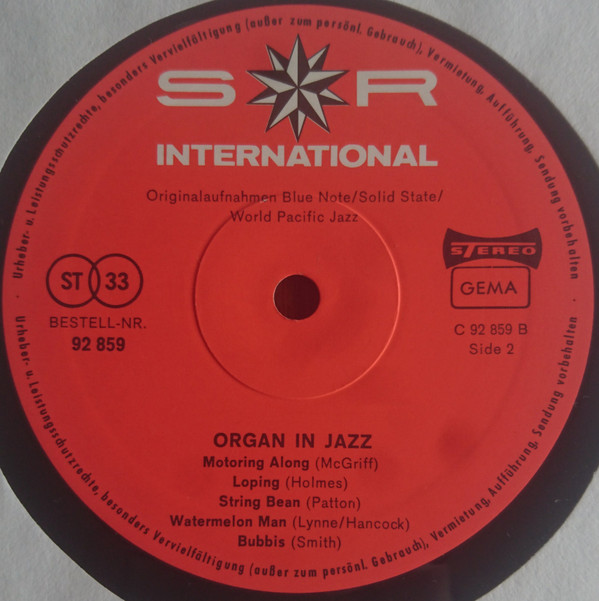 Urheber- u. Leistungsschutzrechte, besonders Vervielfältigung (außer zum persönl. Gebrauch), Vermietung, Aufführung, Sendung vorbehalten
S R
INTERNATIONAL
Originalaufnahmen Blue Note/Solid State/
World Pacific Jazz
ST 33
BESTELL-NR.
92 859
STEREO
GEMA
C 92 859 B
Side 2
ORGAN IN JAZZ
Motoring Along (McGriff)
Loping (Holmes)
String Bean (Patton)
Watermelon Man (Lynne/Hancock)
Bubbis (Smith)
Urheber- u. Leistungsschutzrechte, besonders Vervielfältigung (außer zum persönl. Gebrauch), Vermietung, Aufführung, Sendung vorbehalten